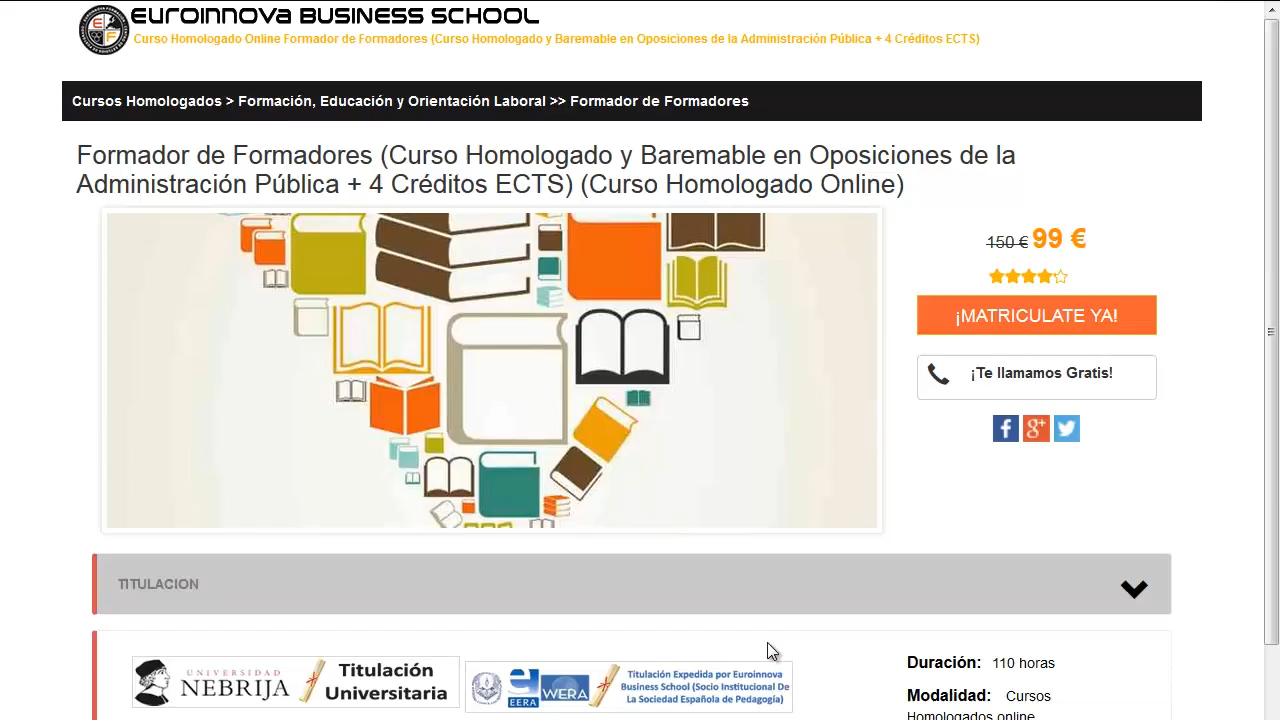 EUROINNOVA BUSINESS SCHOOL
Curso Homologado Online Formador de Formadores (Curso Homologado y Baremable en Oposiciones de la Administración Pública + 4 Créditos ECTS)
Cursos Homologados > Formación, Educación y Orientación Laboral >> Formador de Formadores
Formador de Formadores (Curso Homologado y Baremable en Oposiciones de la
Administración Pública + 4 Créditos ECTS) (Curso Homologado Online)
150 € 99 €
¡MATRICULATE YA!
¡Te llamamos Gratis!
TITULACION
UNIVERSIDAD
NEBRIJA
Titulación
Universitaria
EERA
WERA
Titulación Expedida por Euroinnova
Business School (Socio Institucional De
La Sociedad Española de Pedagogía)
Duración: 110 horas
Modalidad: Cursos
Homologados online